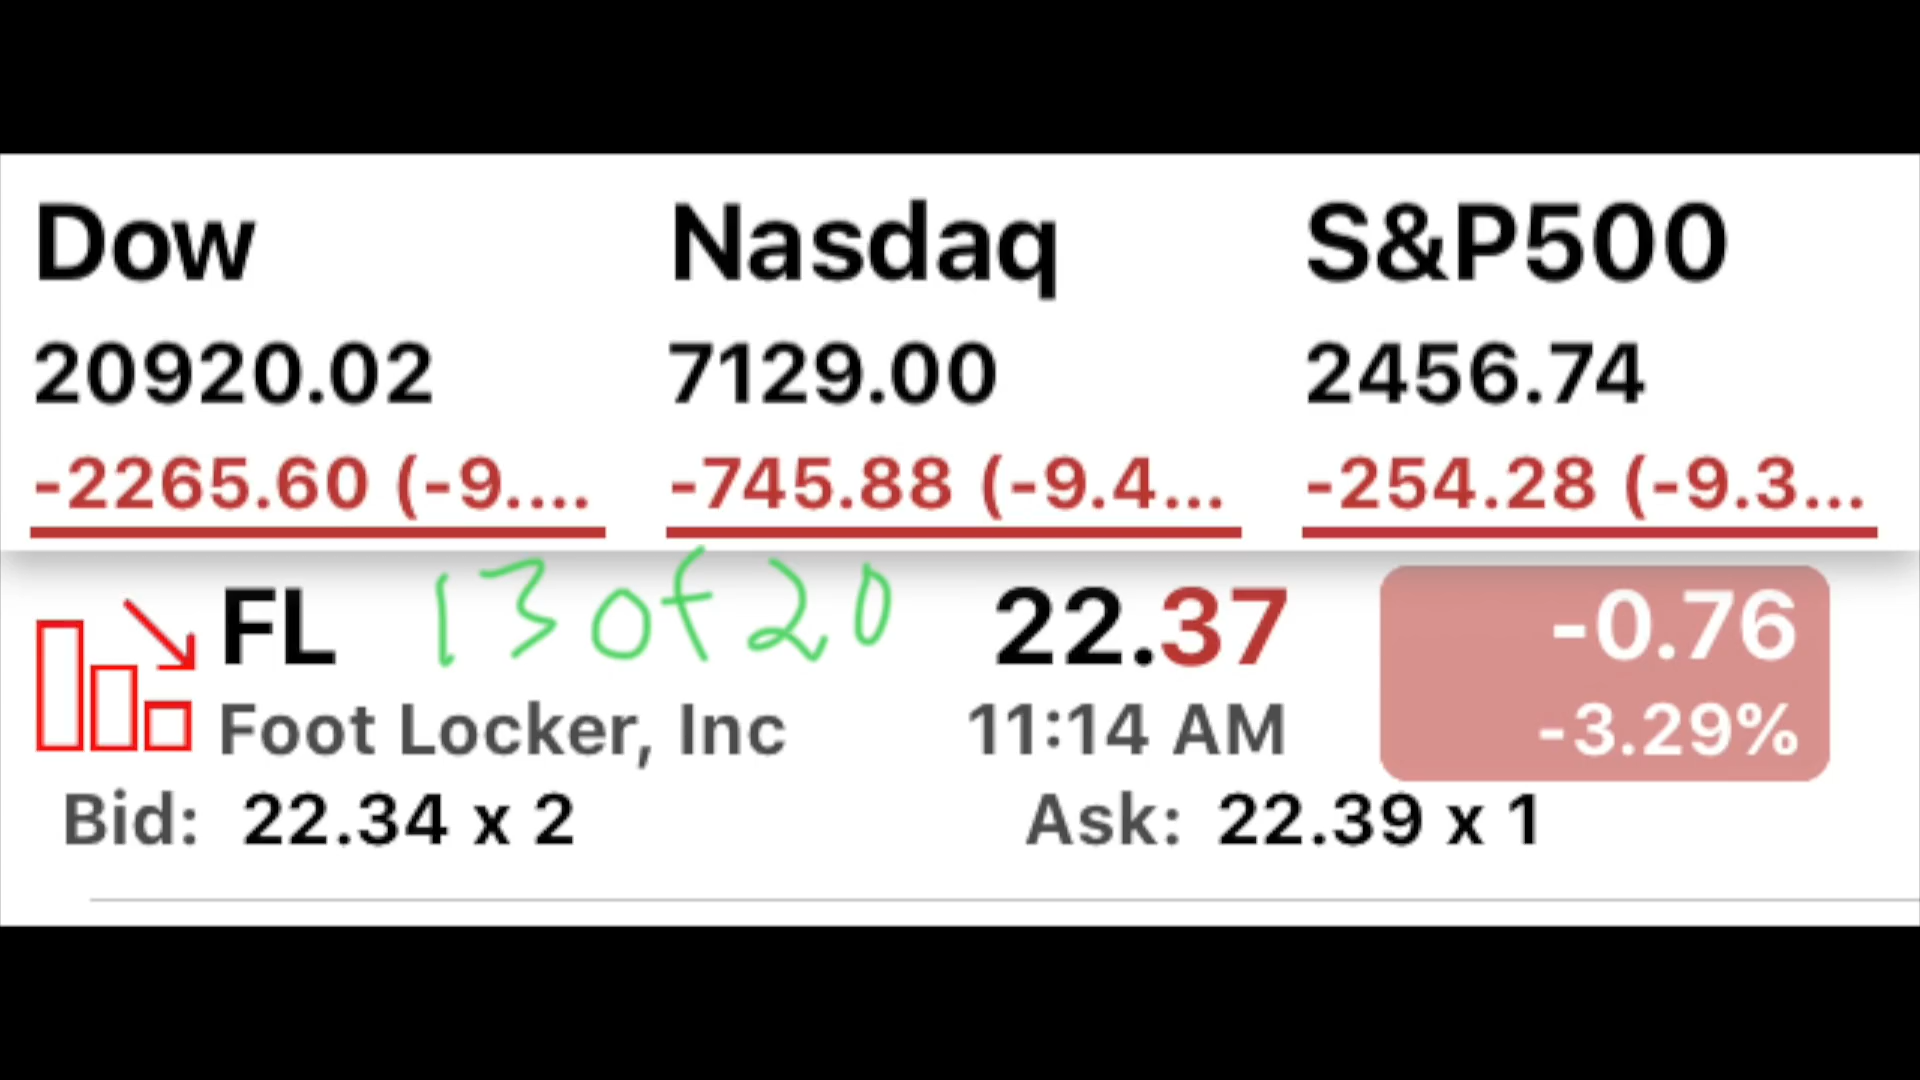 Dow Nasdaq S&P500
20920.02 7129.00 2456.74
-2265.60 (-9.... -745.88 (-9.4... -254.28 (-9.3...
FL 13 of 20 22.37 -0.76
Foot Locker, Inc 11:14 AM -3.29%
Bid: 22.34 x 2 Ask: 22.39 x 1